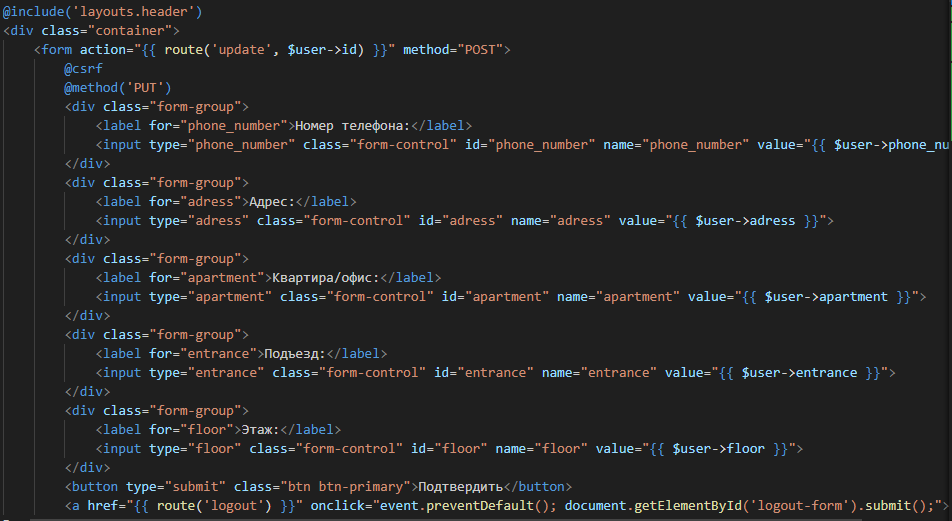 @include('layouts.header')
<div class="container">
<form action="{{ route('update', $user->id) }}" method="POST">
@csrf
@method('PUT')
<div class="form-group">
<label for="phone_number">Номер телефона:</label>
<input type="phone_number" class="form-control" id="phone_number" name="phone_number" value="{{ $user->phone_nu
</div>
<div class="form-group">
<label for="adress">Адрес:</label>
<input type="adress" class="form-control" id="adress" name="adress" value="{{ $user->adress }}">
</div>
<div class="form-group">
<label for="apartment">Квартира/офис:</label>
<input type="apartment" class="form-control" id="apartment" name="apartment" value="{{ $user->apartment }}">
</div>
<div class="form-group">
<label for="entrance">Подъезд:</label>
<input type="entrance" class="form-control" id="entrance" name="entrance" value="{{ $user->entrance }}">
</div>
<div class="form-group">
<label for="floor">Этаж:</label>
<input type="floor" class="form-control" id="floor" name="floor" value="{{ $user->floor }}">
</div>
<button type="submit" class="btn btn-primary">Подтвердить</button>
<a href="{{ route('logout') }}" onclick="event.preventDefault(); document.getElementById('logout-form').submit();">